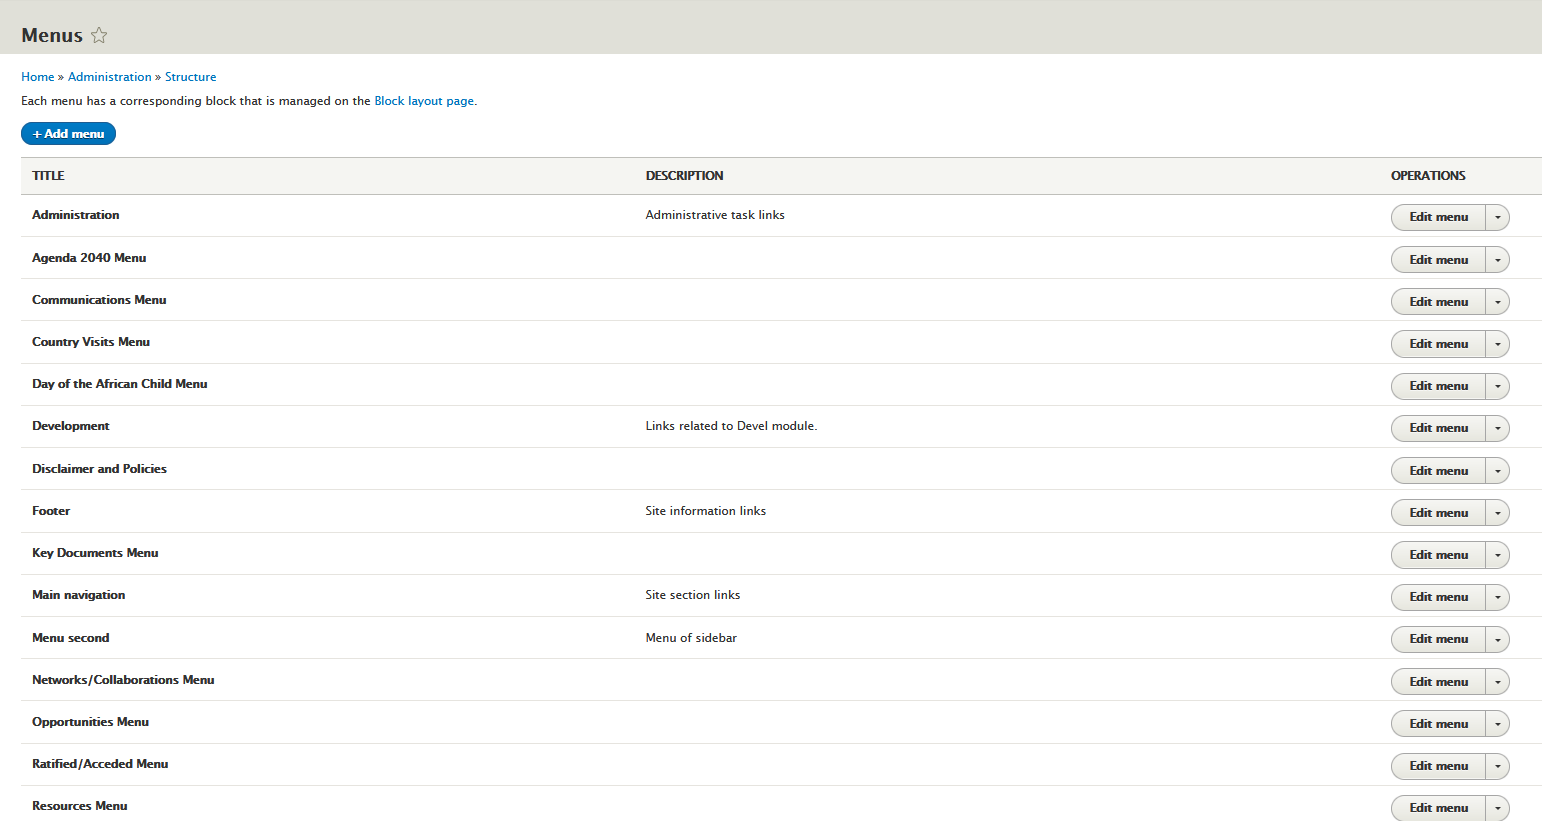 Menus
Home » Administration » Structure
Each menu has a corresponding block that is managed on the Block layout page.
+ Add menu
TITLE DESCRIPTION OPERATIONS
Administration Administrative task links Edit menu
Agenda 2040 Menu Edit menu
Communications Menu Edit menu
Country Visits Menu Edit menu
Day of the African Child Menu Edit menu
Development Links related to Devel module. Edit menu
Disclaimer and Policies Edit menu
Footer Site information links Edit menu
Key Documents Menu Edit menu
Main navigation Site section links Edit menu
Menu second Menu of sidebar Edit menu
Networks/Collaborations Menu Edit menu
Opportunities Menu Edit menu
Ratified/Acceded Menu Edit menu
Resources Menu Edit menu